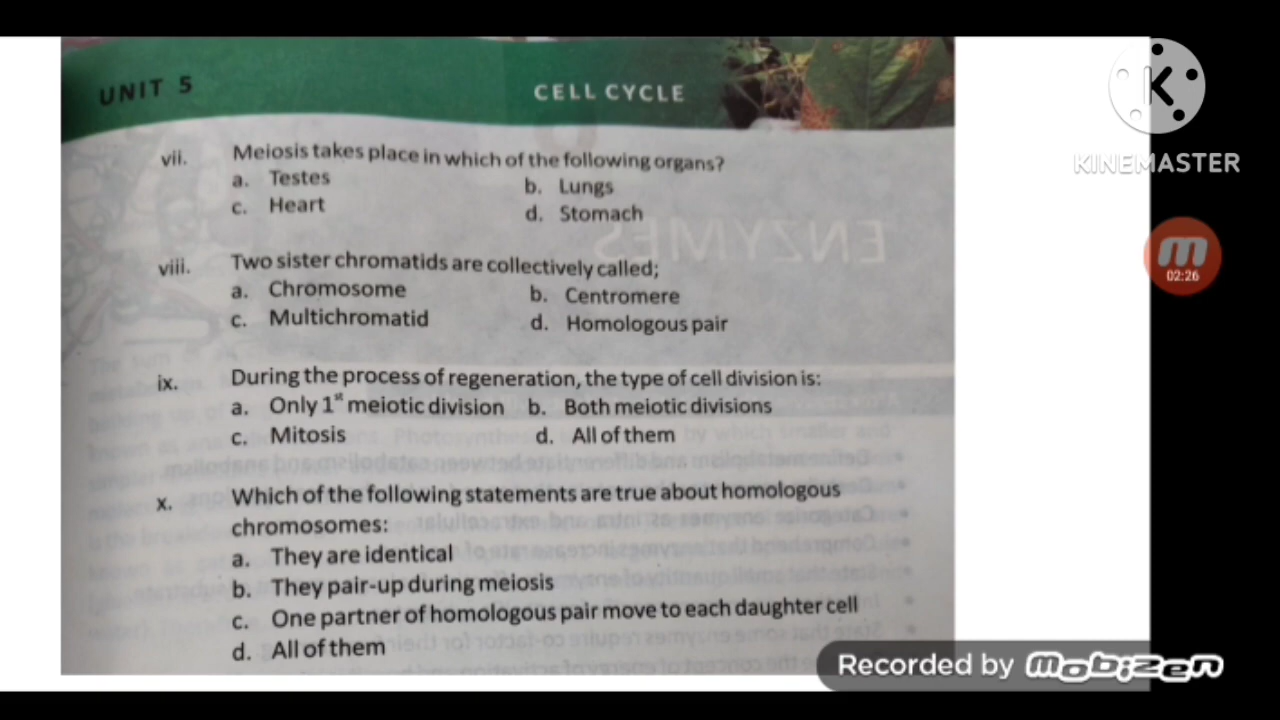 UNIT 5
CELL CYCLE
vii. Meiosis takes place in which of the following organs?
a. Testes b. Lungs
c. Heart d. Stomach
ENZYMES
viii. Two sister chromatids are collectively called;
a. Chromosome b. Centromere
c. Multichromatid d. Homologous pair
ix. During the process of regeneration, the type of cell division is:
a. Only 1st meiotic division b. Both meiotic divisions
c. Mitosis d. All of them
x. Which of the following statements are true about homologous
chromosomes:
a. They are identical
b. They pair-up during meiosis
c. One partner of homologous pair move to each daughter cell
d. All of them
K
KINEMASTER
02:26
Recorded by Mobizen